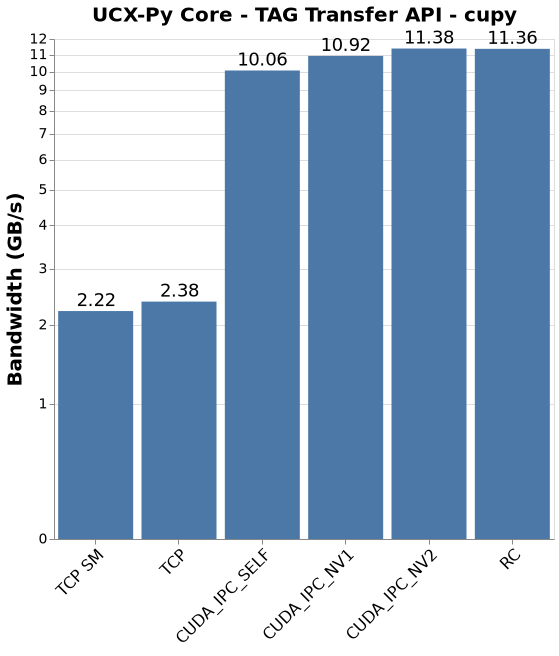 UCX-Py Core - TAG Transfer API - cupy
Bandwidth (GB/s)
12
11
10
9
8
7
6
5
4
3
2
1
0
2.22
2.38
10.06
10.92
11.38
11.36
TCP SM
TCP
CUDA_IPC_SELF
CUDA_IPC_NV1
CUDA_IPC_NV2
RC